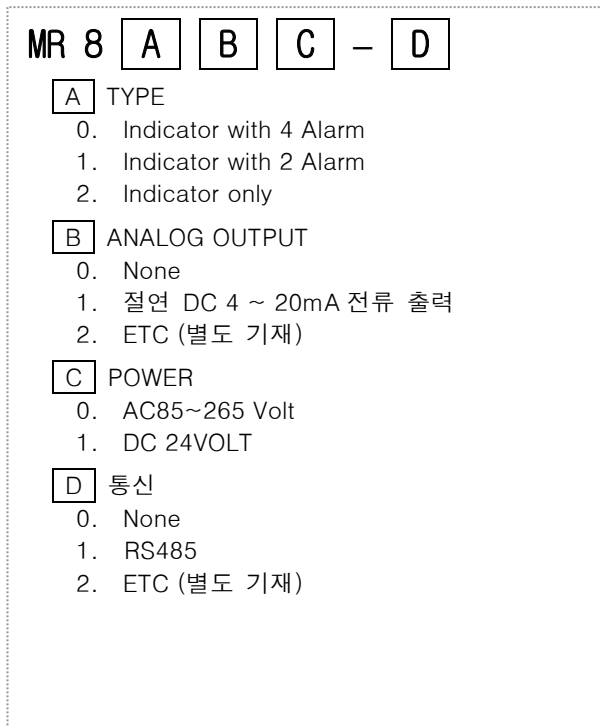 MR 8 A B C – D
A TYPE
0. Indicator with 4 Alarm
1. Indicator with 2 Alarm
2. Indicator only
B ANALOG OUTPUT
0. None
1. 절연 DC 4 ~ 20mA 전류 출력
2. ETC (별도 기재)
C POWER
0. AC85~265 Volt
1. DC 24VOLT
D 통신
0. None
1. RS485
2. ETC (별도 기재)